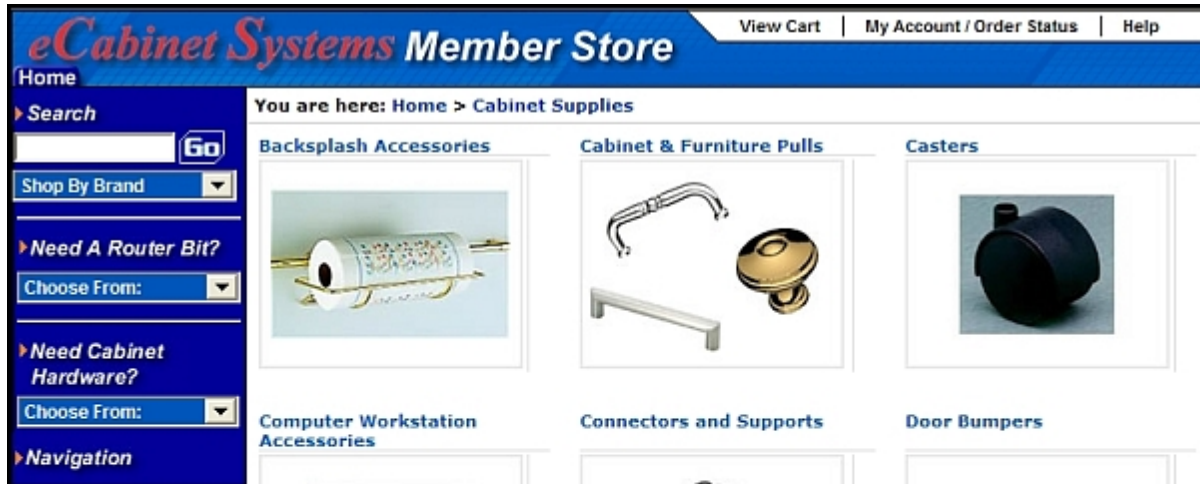 eCabinet Systems Member Store
View Cart | My Account / Order Status | Help
Home
Search
Go
Shop By Brand
Need A Router Bit?
Choose From:
Need Cabinet
Hardware?
Choose From:
Navigation
You are here: Home > Cabinet Supplies
Backsplash Accessories
Cabinet & Furniture Pulls
Casters
Computer Workstation
Accessories
Connectors and Supports
Door Bumpers